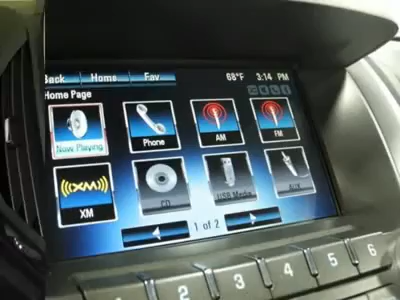 Back Home Fav 68°F 3:14 PM
Home Page
Now Playing Phone AM FM
XM
XM CD USB Media AUX
1 of 2
1 2 3 4 5 6